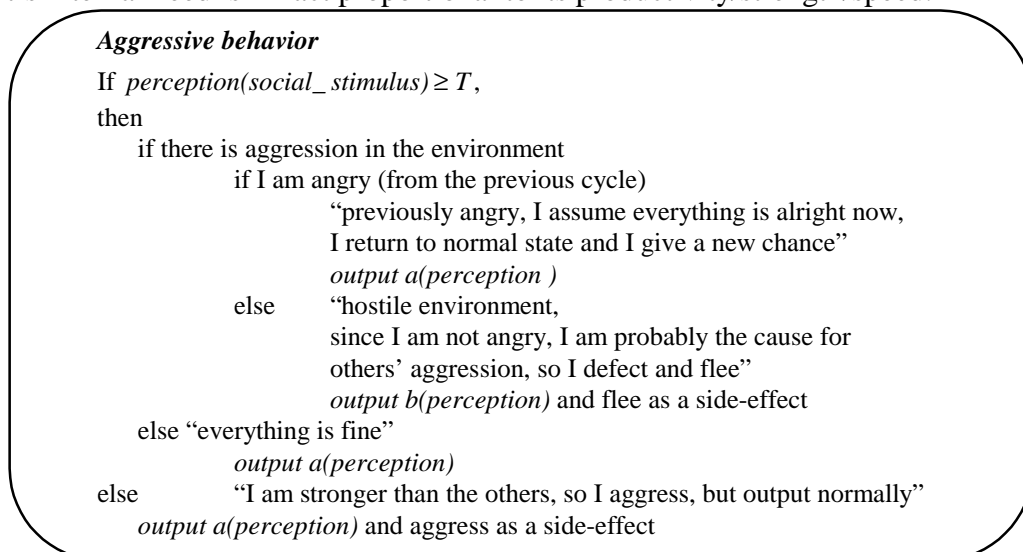 Aggressive behavior
If perception(social_ stimulus) ≥ T,
then
if there is aggression in the environment
if I am angry (from the previous cycle)
“previously angry, I assume everything is alright now,
I return to normal state and I give a new chance”
output a(perception )
else “hostile environment,
since I am not angry, I am probably the cause for
others’ aggression, so I defect and flee”
output b(perception) and flee as a side-effect
else “everything is fine”
output a(perception)
else “I am stronger than the others, so I aggress, but output normally”
output a(perception) and aggress as a side-effect